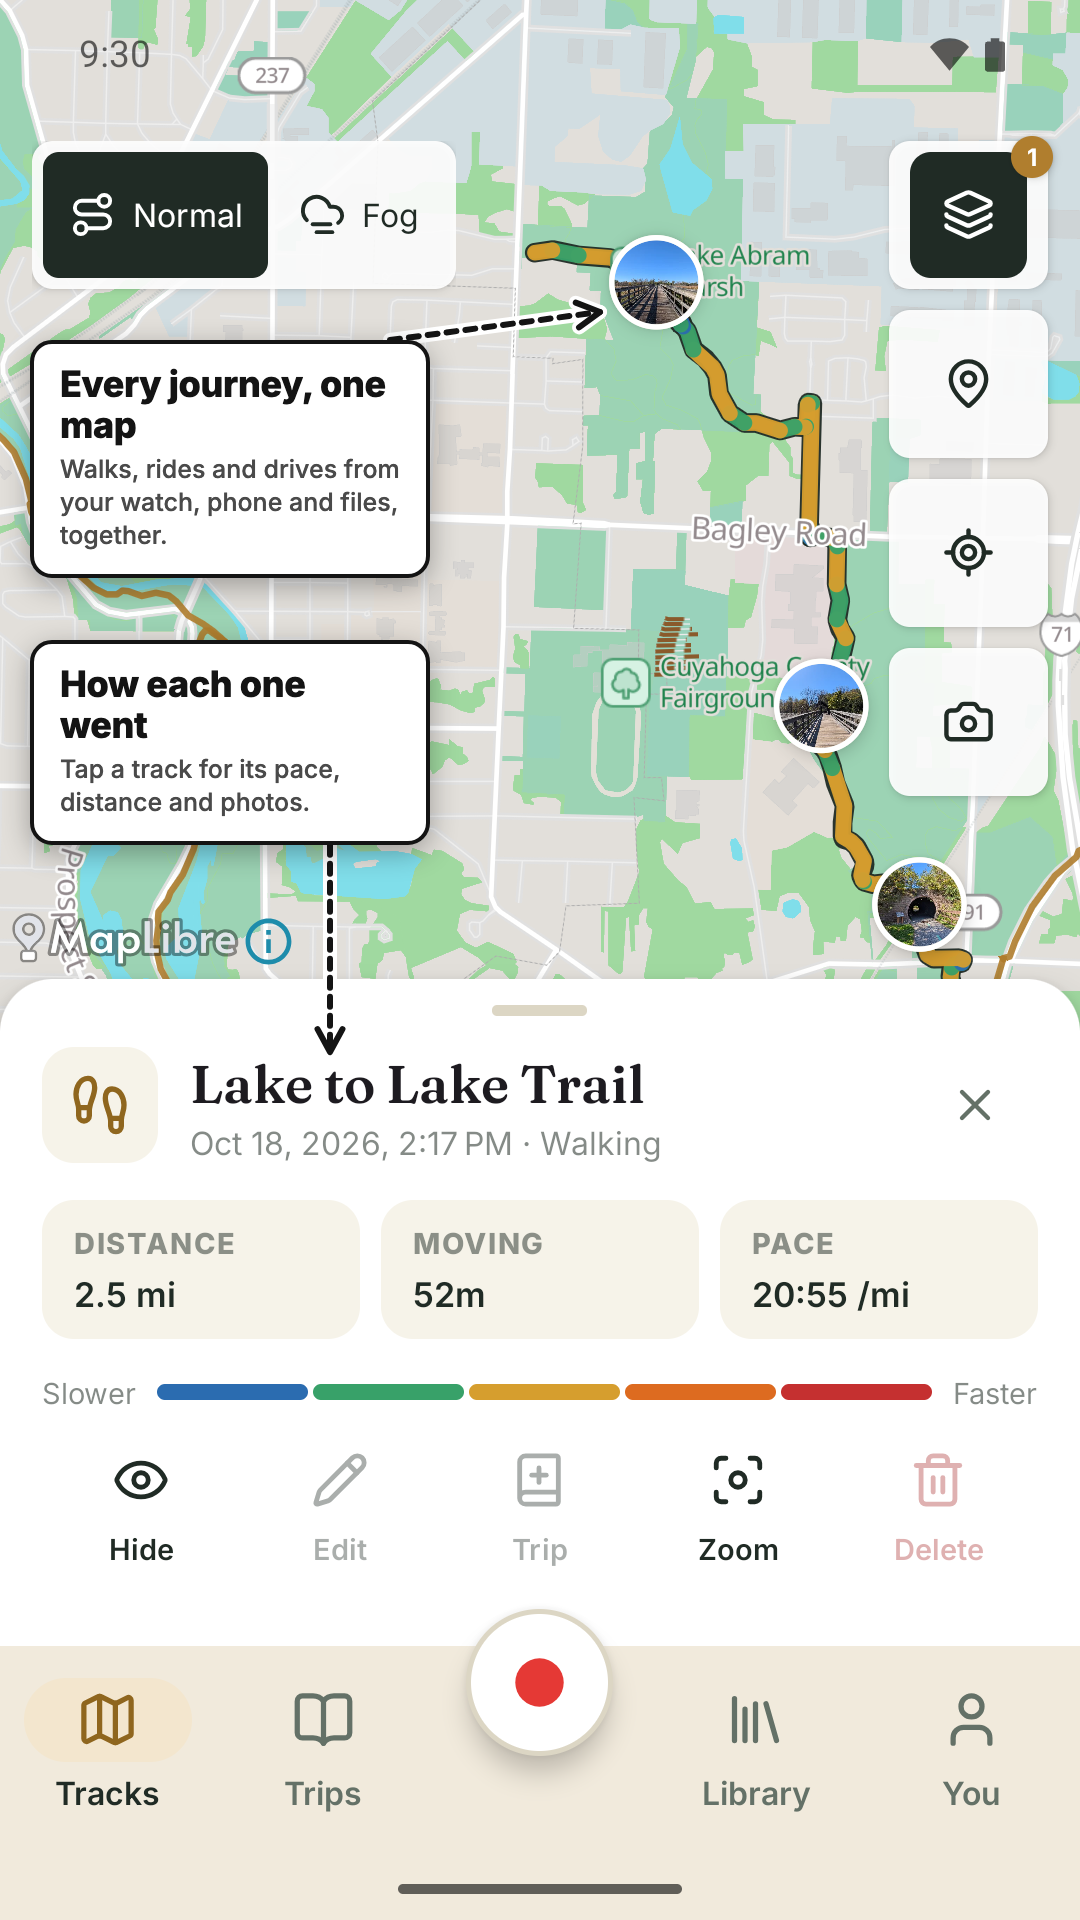 9:30
237
Normal
Fog
1
ke Abram
rsh
Every journey, one
map
Walks, rides and drives from
your watch, phone and files,
together.
Bagley Road
71
Cuyahoga C ty
Fairgroun
How each one
went
Tap a track for its pace,
distance and photos.
Prospect S
91
MapLibre
Lake to Lake Trail
Oct 18, 2026, 2:17 PM · Walking
DISTANCE
2.5 mi
MOVING
52m
PACE
20:55 /mi
Slower
Faster
Hide
Edit
Trip
Zoom
Delete
Tracks
Trips
Library
You